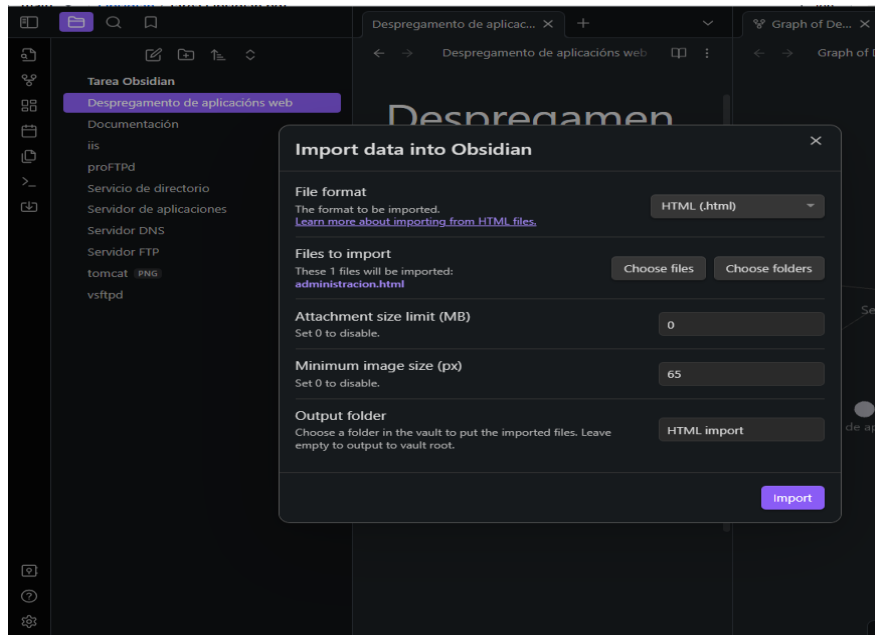 Despregamento de aplicac...
Graph of De...
Despregamento de aplicacións web
Graph of
Tarea Obsidian
Despregamento de aplicacións web
Documentación
iis
proFTPd
Servicio de directorio
Servidor de aplicaciones
Servidor DNS
Servidor FTP
tomcat PNG
vsftpd
Despregamen
Import data into Obsidian
File format
The format to be imported.
Learn more about importing from HTML files.
HTML (.html)
Files to import
These 1 files will be imported:
administracion.html
Choose files
Choose folders
Attachment size limit (MB)
Set 0 to disable.
0
Minimum image size (px)
Set 0 to disable.
65
Output folder
Choose a folder in the vault to put the imported files. Leave
empty to output to vault root.
HTML import
Import
Se
de ap